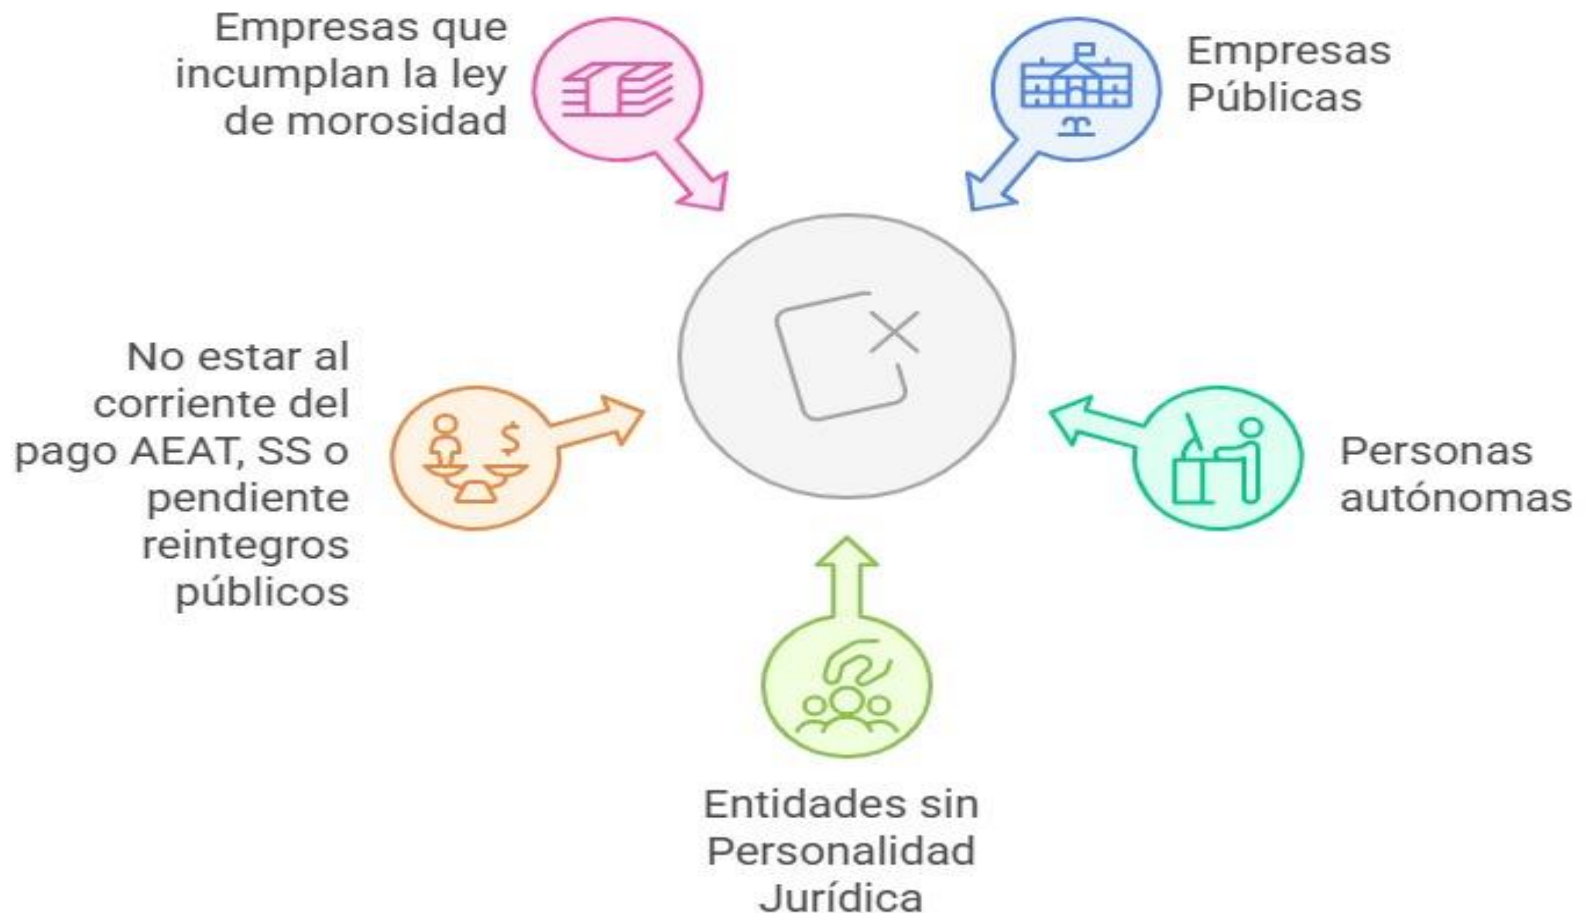 Empresas que
incumplan la ley
de morosidad
Empresas
Públicas
No estar al
corriente del
pago AEAT, SS o
pendiente
reintegros
públicos
Personas
autónomas
Entidades sin
Personalidad
Jurídica